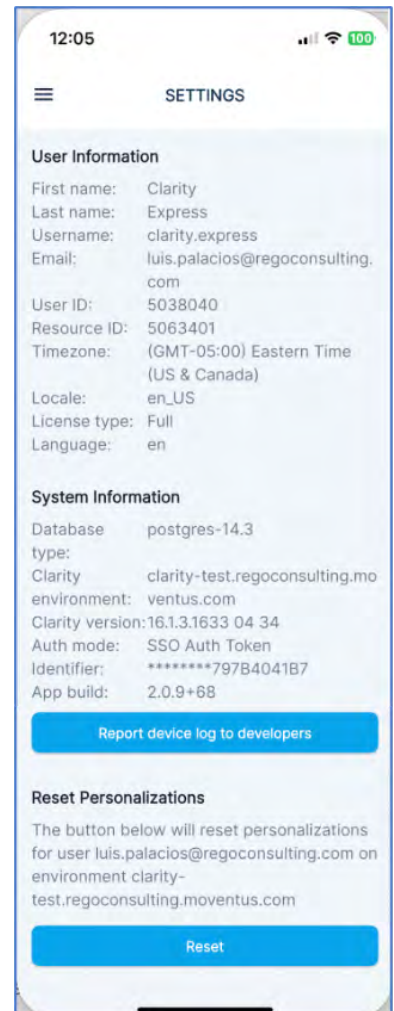 12:05
100
SETTINGS
User Information
First name: Clarity
Last name: Express
Username: clarity.express
Email: luis.palacios@regoconsulting.
com
User ID: 5038040
Resource ID: 5063401
Timezone: (GMT-05:00) Eastern Time
(US & Canada)
Locale: en_US
License type: Full
Language: en
System Information
Database postgres-14.3
type:
Clarity clarity-test.regoconsulting.mo
environment: ventus.com
Clarity version: 16.1.3.1633 04 34
Auth mode: SSO Auth Token
Identifier: ********797B4041B7
App build: 2.0.9+68
Report device log to developers
Reset Personalizations
The button below will reset personalizations
for user luis.palacios@regoconsulting.com on
environment clarity-
test.regoconsulting.moventus.com
Reset